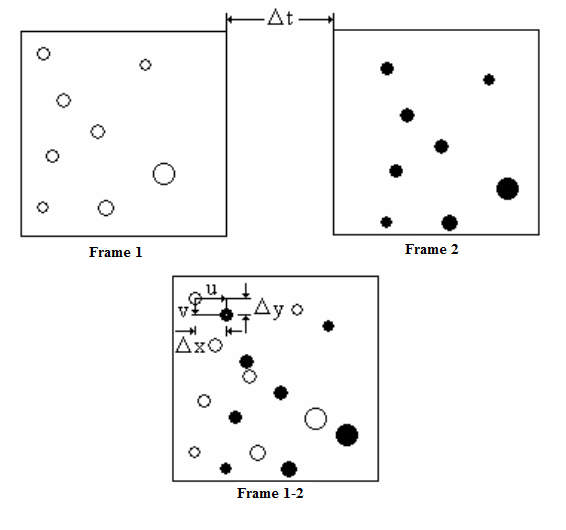 Δt
Frame 1
Frame 2
u
v
Δy
Δx
Frame 1-2